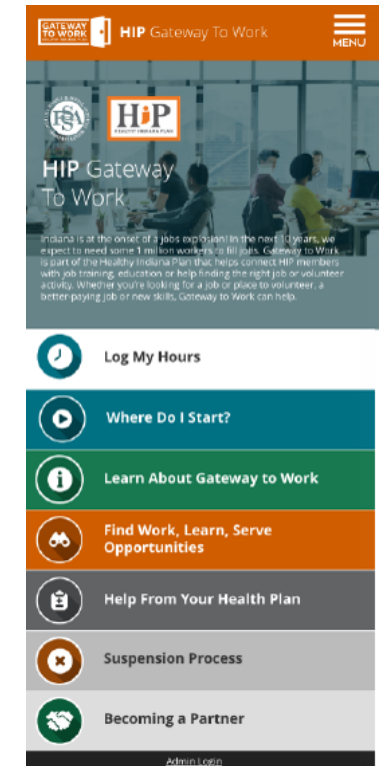 GATEWAY
TO WORK
HIP Gateway To Work
MENU
FSSA
HiP
HEALTHY INDIANA PLAN
HIP Gateway
To Work
Indiana is at the onset of a jobs explosion! In the next 10 years, we
expect to need some 1 million workers to fill jobs. Gateway to Work
is part of the Healthy Indiana Plan that helps connect HIP members
with job training, education or help finding the right job or volunteer
activity. Whether you're looking for a job or place to volunteer, a
better-paying job or new skills, Gateway to Work can help.
Log My Hours
Where Do I Start?
Learn About Gateway to Work
Find Work, Learn, Serve
Opportunities
Help From Your Health Plan
Suspension Process
Becoming a Partner
Admin Login